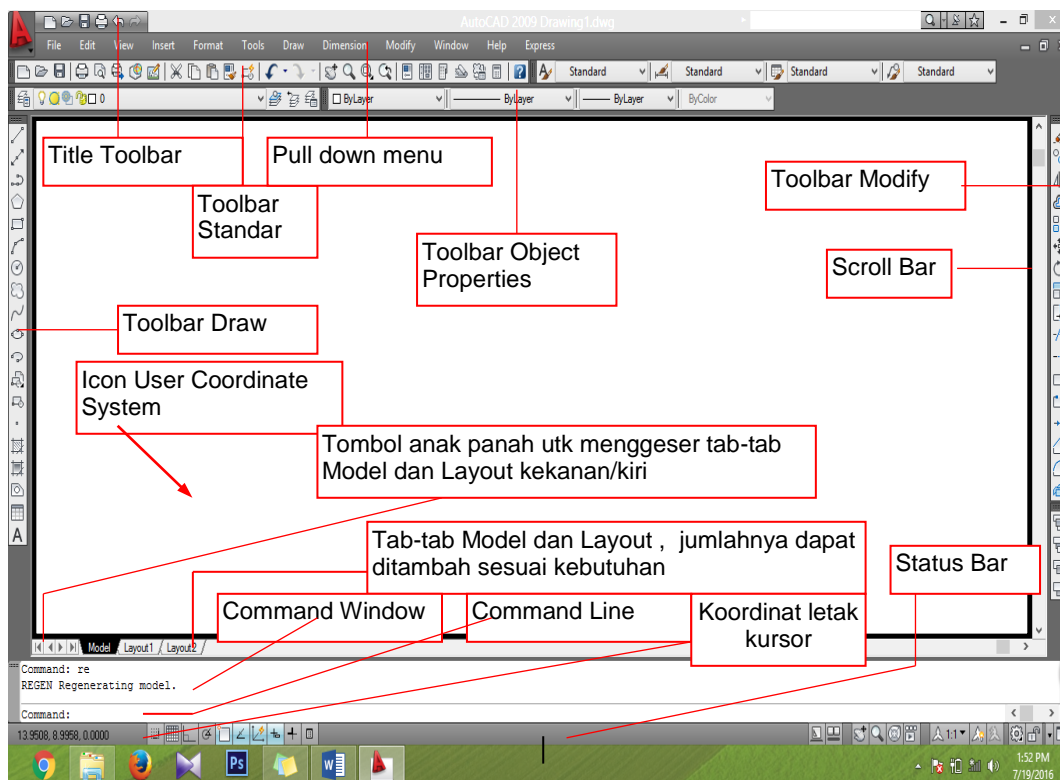 AutoCAD 2009 Drawing1.dwg
File Edit View Insert Format Tools Draw Dimension Modify Window Help Express
Standard Standard Standard Standard
0 ByLayer ByLayer ByLayer ByColor
Title Toolbar
Pull down menu
Toolbar Modify
Toolbar
Standar
Toolbar Object
Properties
Scroll Bar
Toolbar Draw
Icon User Coordinate
System
Tombol anak panah utk menggeser tab-tab
Model dan Layout kekanan/kiri
Tab-tab Model dan Layout , jumlahnya dapat
ditambah sesuai kebutuhan
Status Bar
Command Window
Command Line
Koordinat letak
kursor
Model Layout1 Layout2
Command: re
REGEN Regenerating model.
Command:
13.9508, 8.9958, 0.0000
1:1
Ps
1:52 PM
7/19/2016